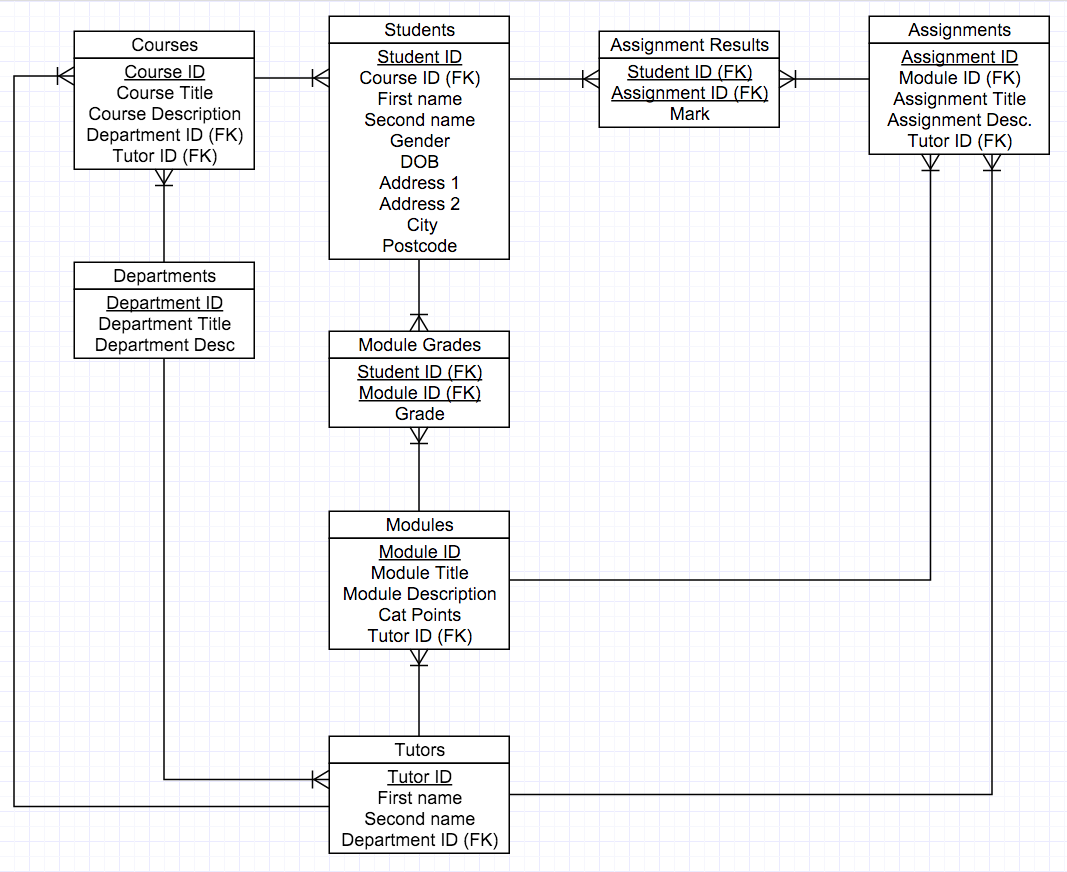 Courses
Course ID
Course Title
Course Description
Department ID (FK)
Tutor ID (FK)
Students
Student ID
Course ID (FK)
First name
Second name
Gender
DOB
Address 1
Address 2
City
Postcode
Assignment Results
Student ID (FK)
Assignment ID (FK)
Mark
Assignments
Assignment ID
Module ID (FK)
Assignment Title
Assignment Desc.
Tutor ID (FK)
Departments
Department ID
Department Title
Department Desc
Module Grades
Student ID (FK)
Module ID (FK)
Grade
Modules
Module ID
Module Title
Module Description
Cat Points
Tutor ID (FK)
Tutors
Tutor ID
First name
Second name
Department ID (FK)